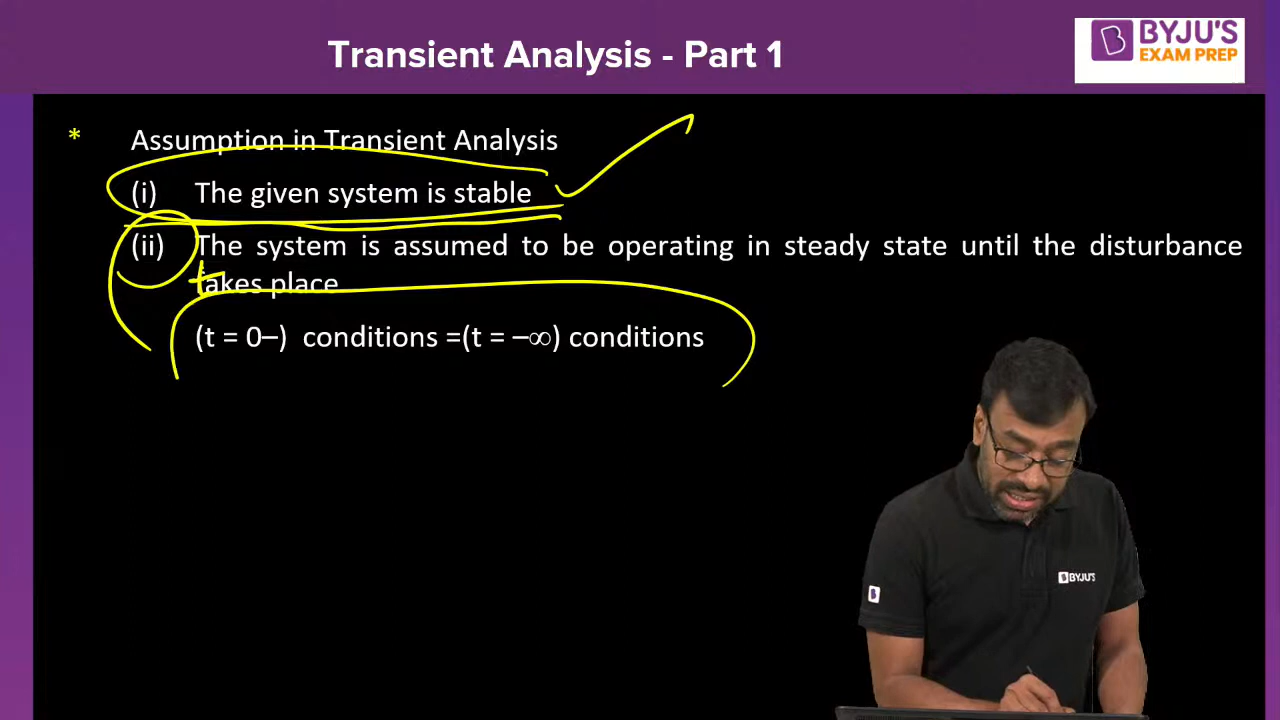 Transient Analysis - Part 1
BYJU'S
EXAM PREP
* Assumption in Transient Analysis
(i) The given system is stable
(ii) The system is assumed to be operating in steady state until the disturbance
takes place
(t = 0–) conditions =(t = –∞) conditions
BYJU'S